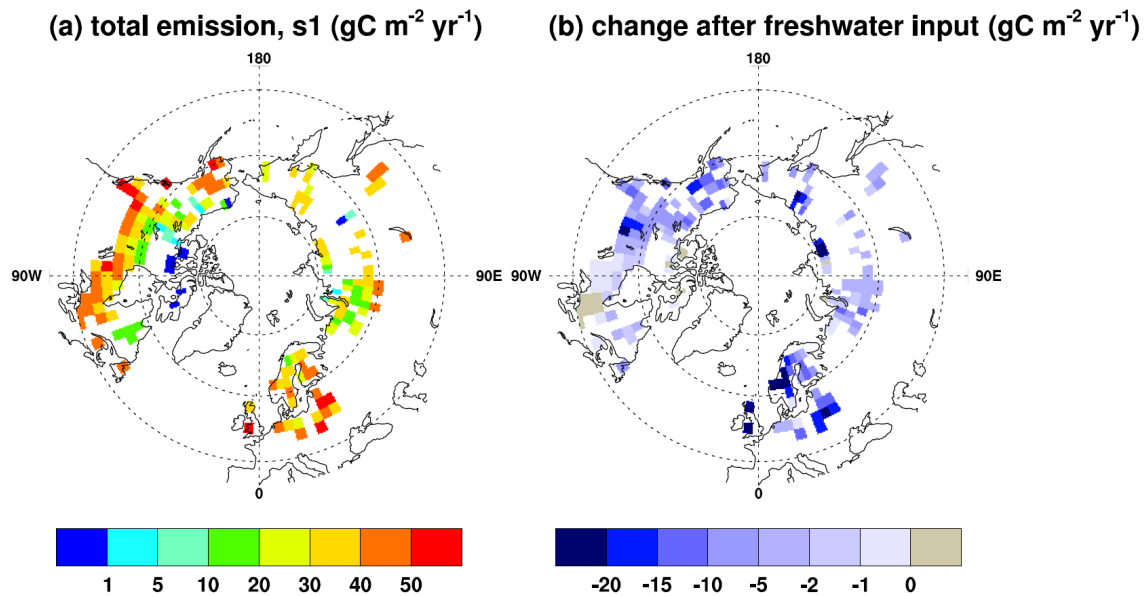 (a) total emission, s1 (gC m⁻² yr⁻¹)
(b) change after freshwater input (gC m⁻² yr⁻¹)
180
180
90W
90E
90W
90E
0
0
1 5 10 20 30 40 50
-20 -15 -10 -5 -2 -1 0